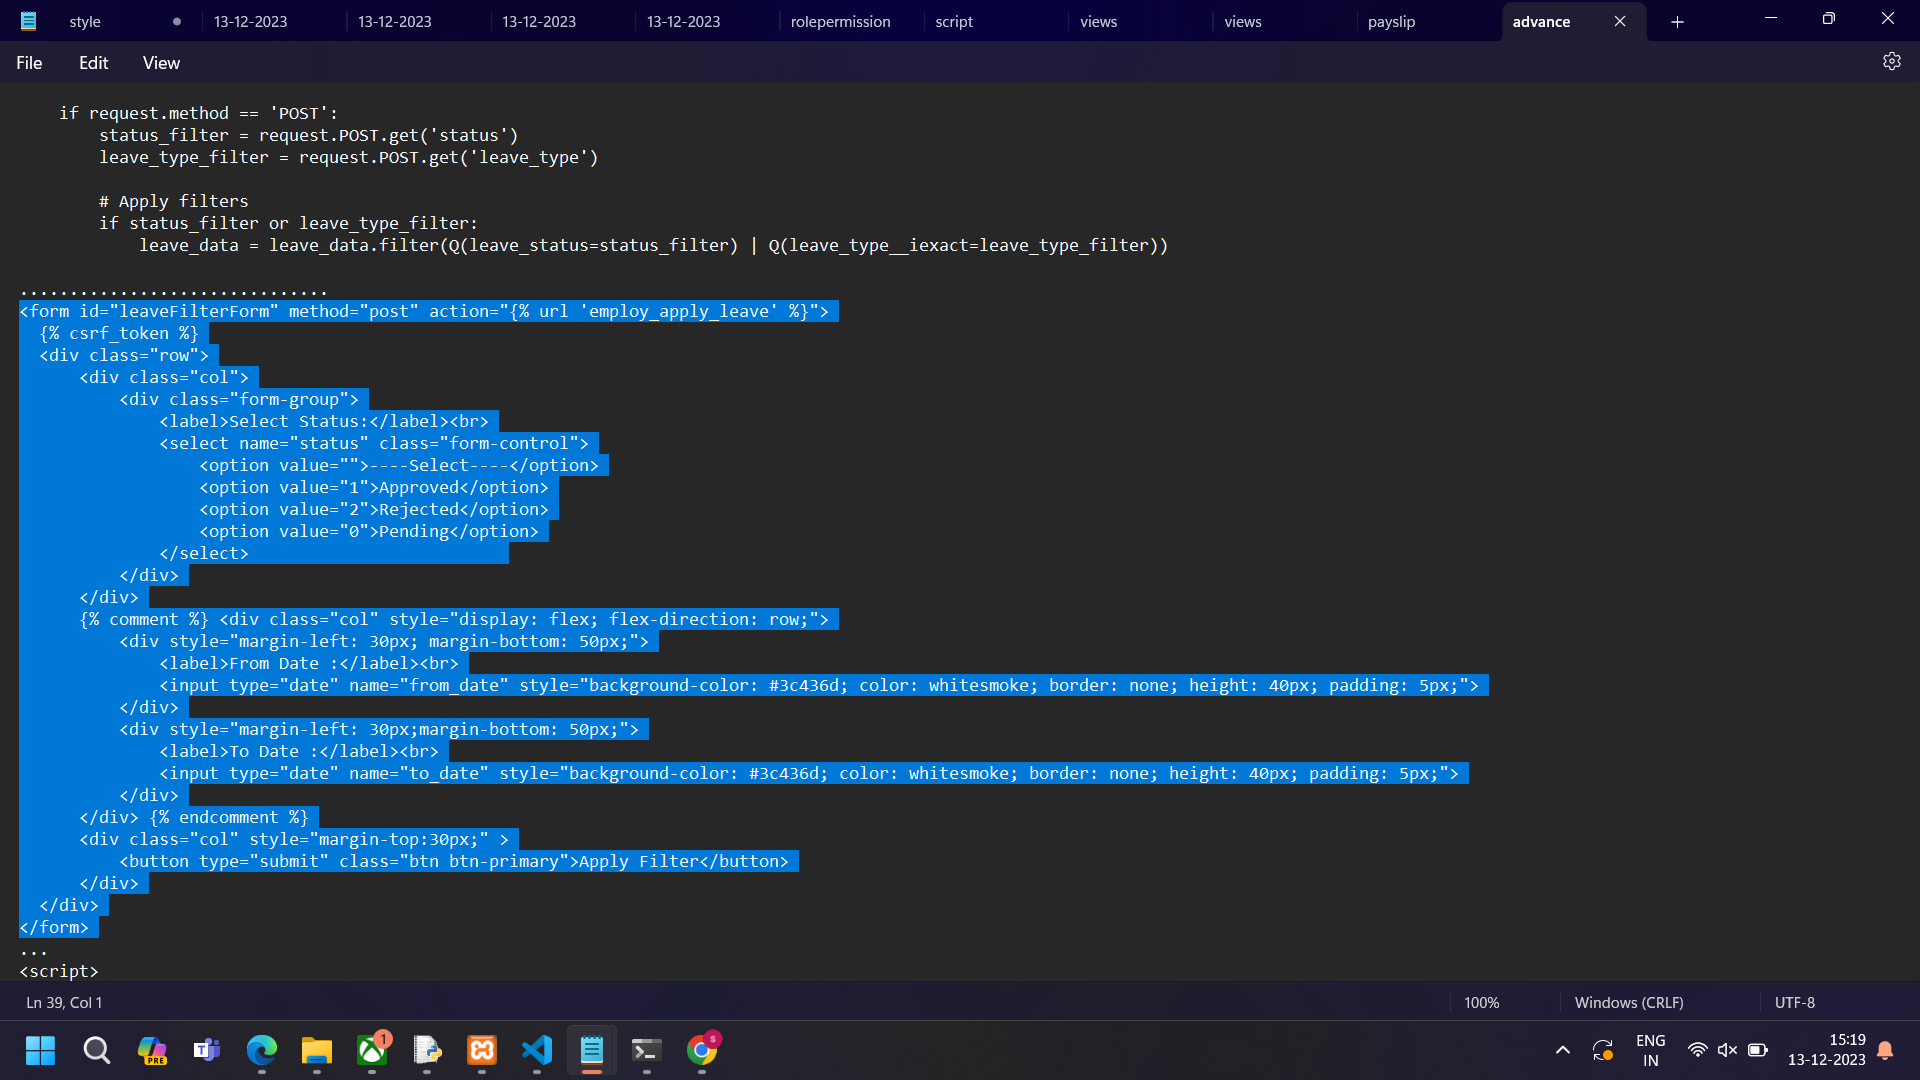 style
13-12-2023
13-12-2023
13-12-2023
13-12-2023
rolepermission
script
views
views
payslip
advance
File Edit View
if request.method == 'POST':
status_filter = request.POST.get('status')
leave_type_filter = request.POST.get('leave_type')
# Apply filters
if status_filter or leave_type_filter:
leave_data = leave_data.filter(Q(leave_status=status_filter) | Q(leave_type__iexact=leave_type_filter))
...............................
<form id="leaveFilterForm" method="post" action="{% url 'employ_apply_leave' %}">
{% csrf_token %}
<div class="row">
<div class="col">
<div class="form-group">
<label>Select Status:</label><br>
<select name="status" class="form-control">
<option value="">----Select----</option>
<option value="1">Approved</option>
<option value="2">Rejected</option>
<option value="0">Pending</option>
</select>
</div>
</div>
{% comment %} <div class="col" style="display: flex; flex-direction: row;">
<div style="margin-left: 30px; margin-bottom: 50px;">
<label>From Date :</label><br>
<input type="date" name="from_date" style="background-color: #3c436d; color: whitesmoke; border: none; height: 40px; padding: 5px;">
</div>
<div style="margin-left: 30px;margin-bottom: 50px;">
<label>To Date :</label><br>
<input type="date" name="to_date" style="background-color: #3c436d; color: whitesmoke; border: none; height: 40px; padding: 5px;">
</div>
</div> {% endcomment %}
<div class="col" style="margin-top:30px;" >
<button type="submit" class="btn btn-primary">Apply Filter</button>
</div>
</div>
</form>
...
<script>
Ln 39, Col 1
100%
Windows (CRLF)
UTF-8
PRE
1
s
ENG
IN
15:19
13-12-2023